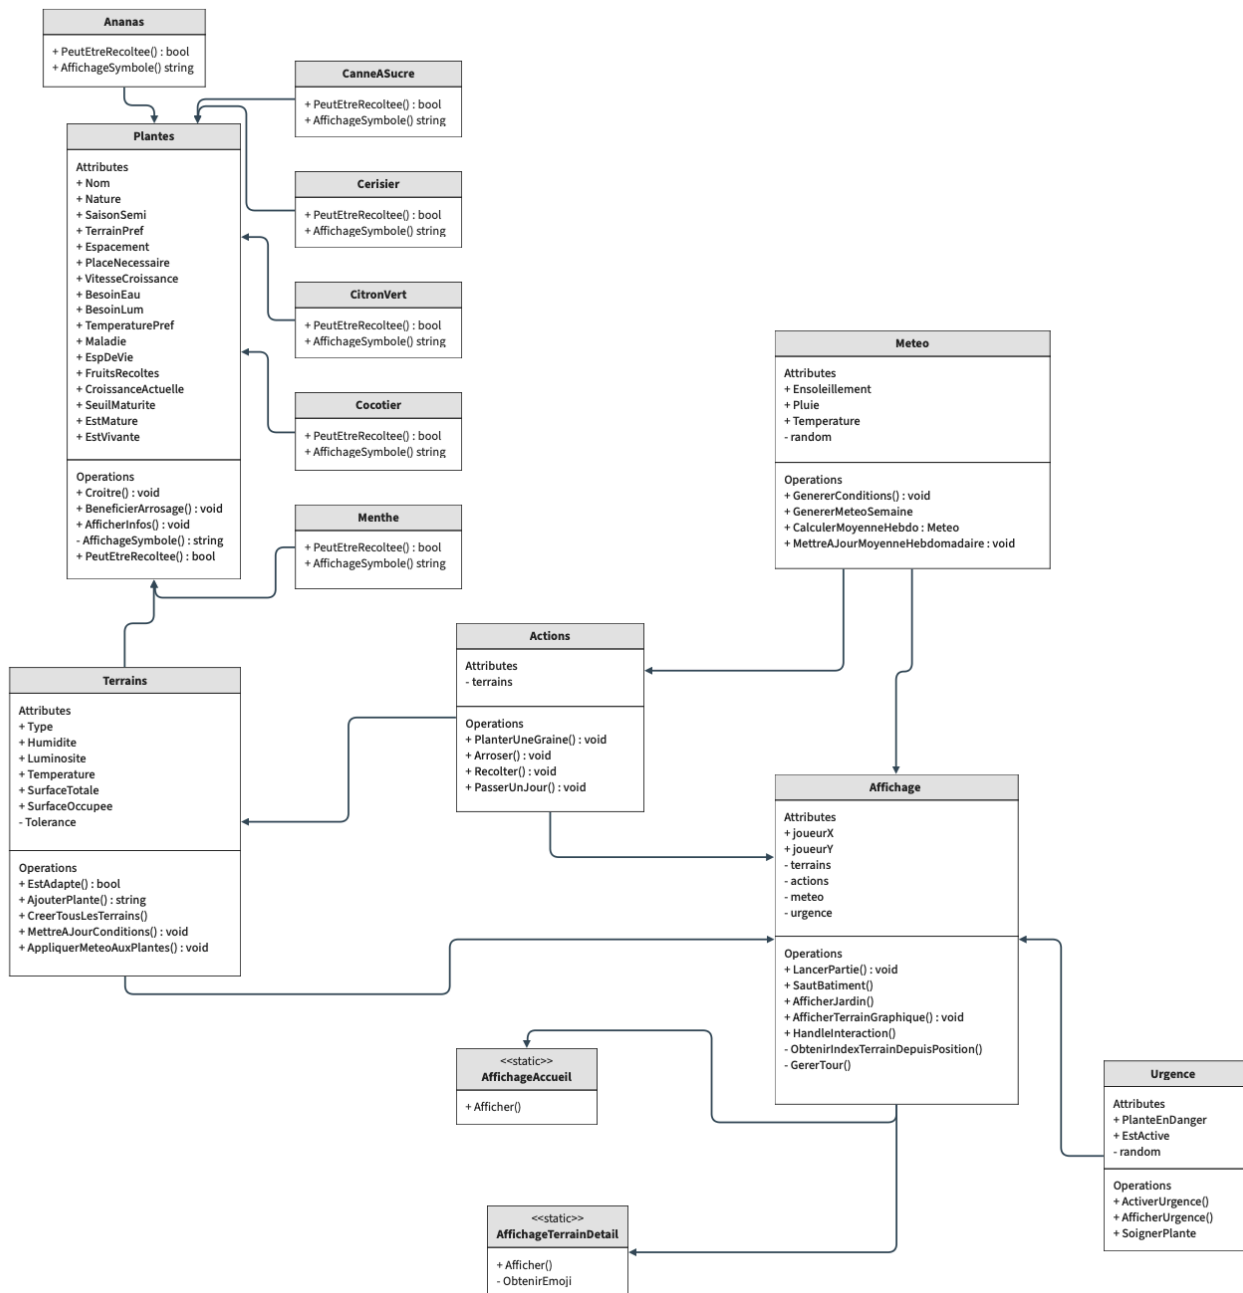 Ananas
+ PeutEtreRecoltee() : bool
+ AffichageSymbole() string
CanneASucre
+ PeutEtreRecoltee() : bool
+ AffichageSymbole() string
Plantes
Attributes
+ Nom
+ Nature
+ SaisonSemi
+ TerrainPref
+ Espacement
+ PlaceNecessaire
+ VitesseCroissance
+ BesoinEau
+ BesoinLum
+ TemperaturePref
+ Maladie
+ EspDeVie
+ FruitsRecoltes
+ CroissanceActuelle
+ SeuilMaturite
+ EstMature
+ EstVivante
Operations
+ Croitre() : void
+ BeneficierArrosage() : void
+ AfficherInfos() : void
- AffichageSymbole() : string
+ PeutEtreRecoltee() : bool
Cerisier
+ PeutEtreRecoltee() : bool
+ AffichageSymbole() string
CitronVert
+ PeutEtreRecoltee() : bool
+ AffichageSymbole() string
Cocotier
+ PeutEtreRecoltee() : bool
+ AffichageSymbole() string
Menthe
+ PeutEtreRecoltee() : bool
+ AffichageSymbole() string
Meteo
Attributes
+ Ensoleillement
+ Pluie
+ Temperature
- random
Operations
+ GenererConditions() : void
+ GenererMeteoSemaine
+ CalculerMoyenneHebdo : Meteo
+ MettreAJourMoyenneHebdomadaire : void
Actions
Attributes
- terrains
Operations
+ PlanterUneGraine() : void
+ Arroser() : void
+ Recolter() : void
+ PasserUnJour() : void
Terrains
Attributes
+ Type
+ Humidite
+ Luminosite
+ Temperature
+ SurfaceTotale
+ SurfaceOccupee
- Tolerance
Operations
+ EstAdapte() : bool
+ AjouterPlante() : string
+ CreerTousLesTerrains()
+ MettreAJourConditions() : void
+ AppliquerMeteoAuxPlantes() : void
Affichage
Attributes
+ joueurX
+ joueurY
- terrains
- actions
- meteo
- urgence
Operations
+ LancerPartie() : void
+ SautBatiment()
+ AfficherJardin()
+ AfficherTerrainGraphique() : void
+ HandleInteraction()
- ObtenirIndexTerrainDepuisPosition()
- GererTour()
<<static>>
AffichageAccueil
+ Afficher()
Urgence
Attributes
+ PlanteEnDanger
+ EstActive
- random
Operations
+ ActiverUrgence()
+ AfficherUrgence()
+ SoignerPlante
<<static>>
AffichageTerrainDetail
+ Afficher()
- ObtenirEmoji